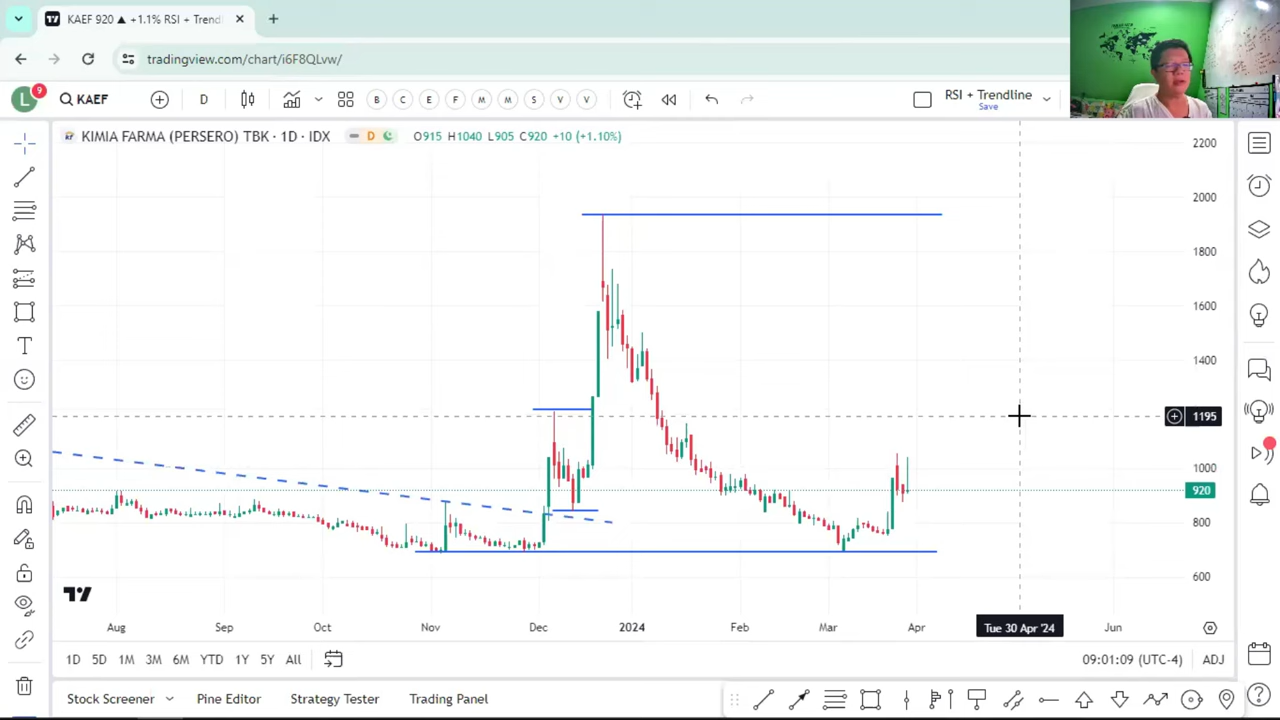 KAEF 920 ▲ +1.1% RSI + Trend
tradingview.com/chart/i6F8QLvw/
L 9 KAEF D B C E F M M S V V RSI + Trendline
Save
KIMIA FARMA (PERSERO) TBK · 1D · IDX D O915 H1040 L905 C920 +10 (+1.10%)
2200
2000
1800
1600
1400
1195
1000
920
800
600
Aug Sep Oct Nov Dec 2024 Feb Mar Apr Tue 30 Apr '24 Jun
1D 5D 1M 3M 6M YTD 1Y 5Y All 09:01:09 (UTC-4) ADJ
Stock Screener Pine Editor Strategy Tester Trading Panel